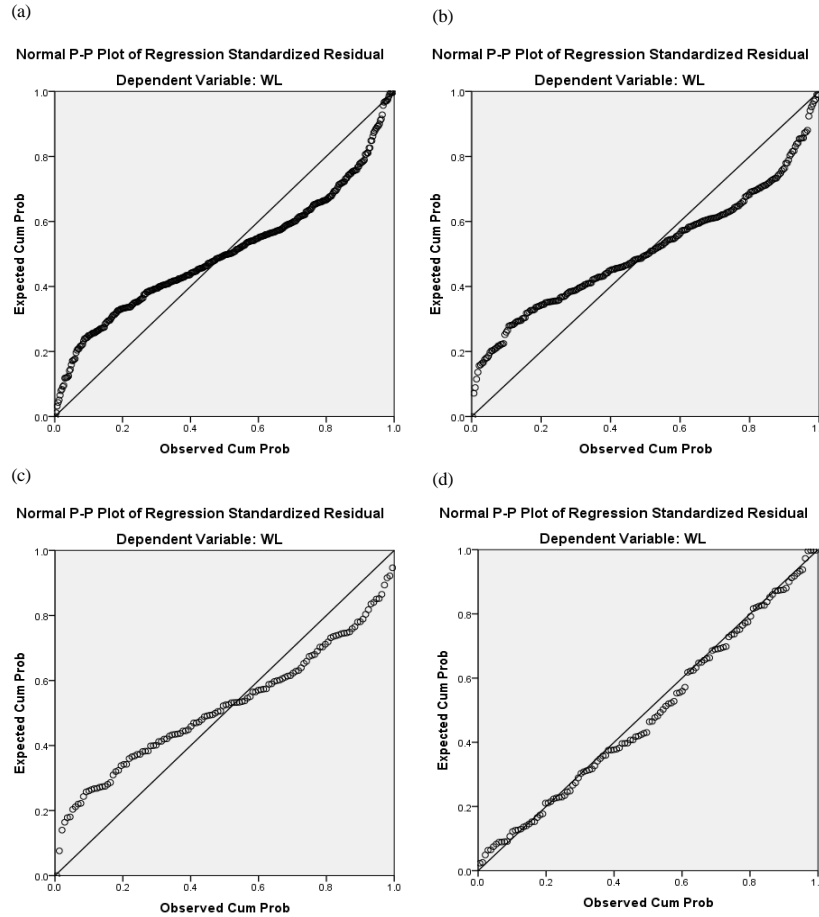 (a)
Normal P-P Plot of Regression Standardized Residual
Dependent Variable: WL
1.0
0.8
0.6
0.4
0.2
0.0
0.0 0.2 0.4 0.6 0.8 1.0
Expected Cum Prob
Observed Cum Prob
(b)
Normal P-P Plot of Regression Standardized Residual
Dependent Variable: WL
1.0
0.8
0.6
0.4
0.2
0.0
0.0 0.2 0.4 0.6 0.8 1.0
Expected Cum Prob
Observed Cum Prob
(c)
Normal P-P Plot of Regression Standardized Residual
Dependent Variable: WL
1.0
0.8
0.6
0.4
0.2
0.0
0.0 0.2 0.4 0.6 0.8 1.0
Expected Cum Prob
Observed Cum Prob
(d)
Normal P-P Plot of Regression Standardized Residual
Dependent Variable: WL
1.0
0.8
0.6
0.4
0.2
0.0
0.0 0.2 0.4 0.6 0.8 1.0
Expected Cum Prob
Observed Cum Prob